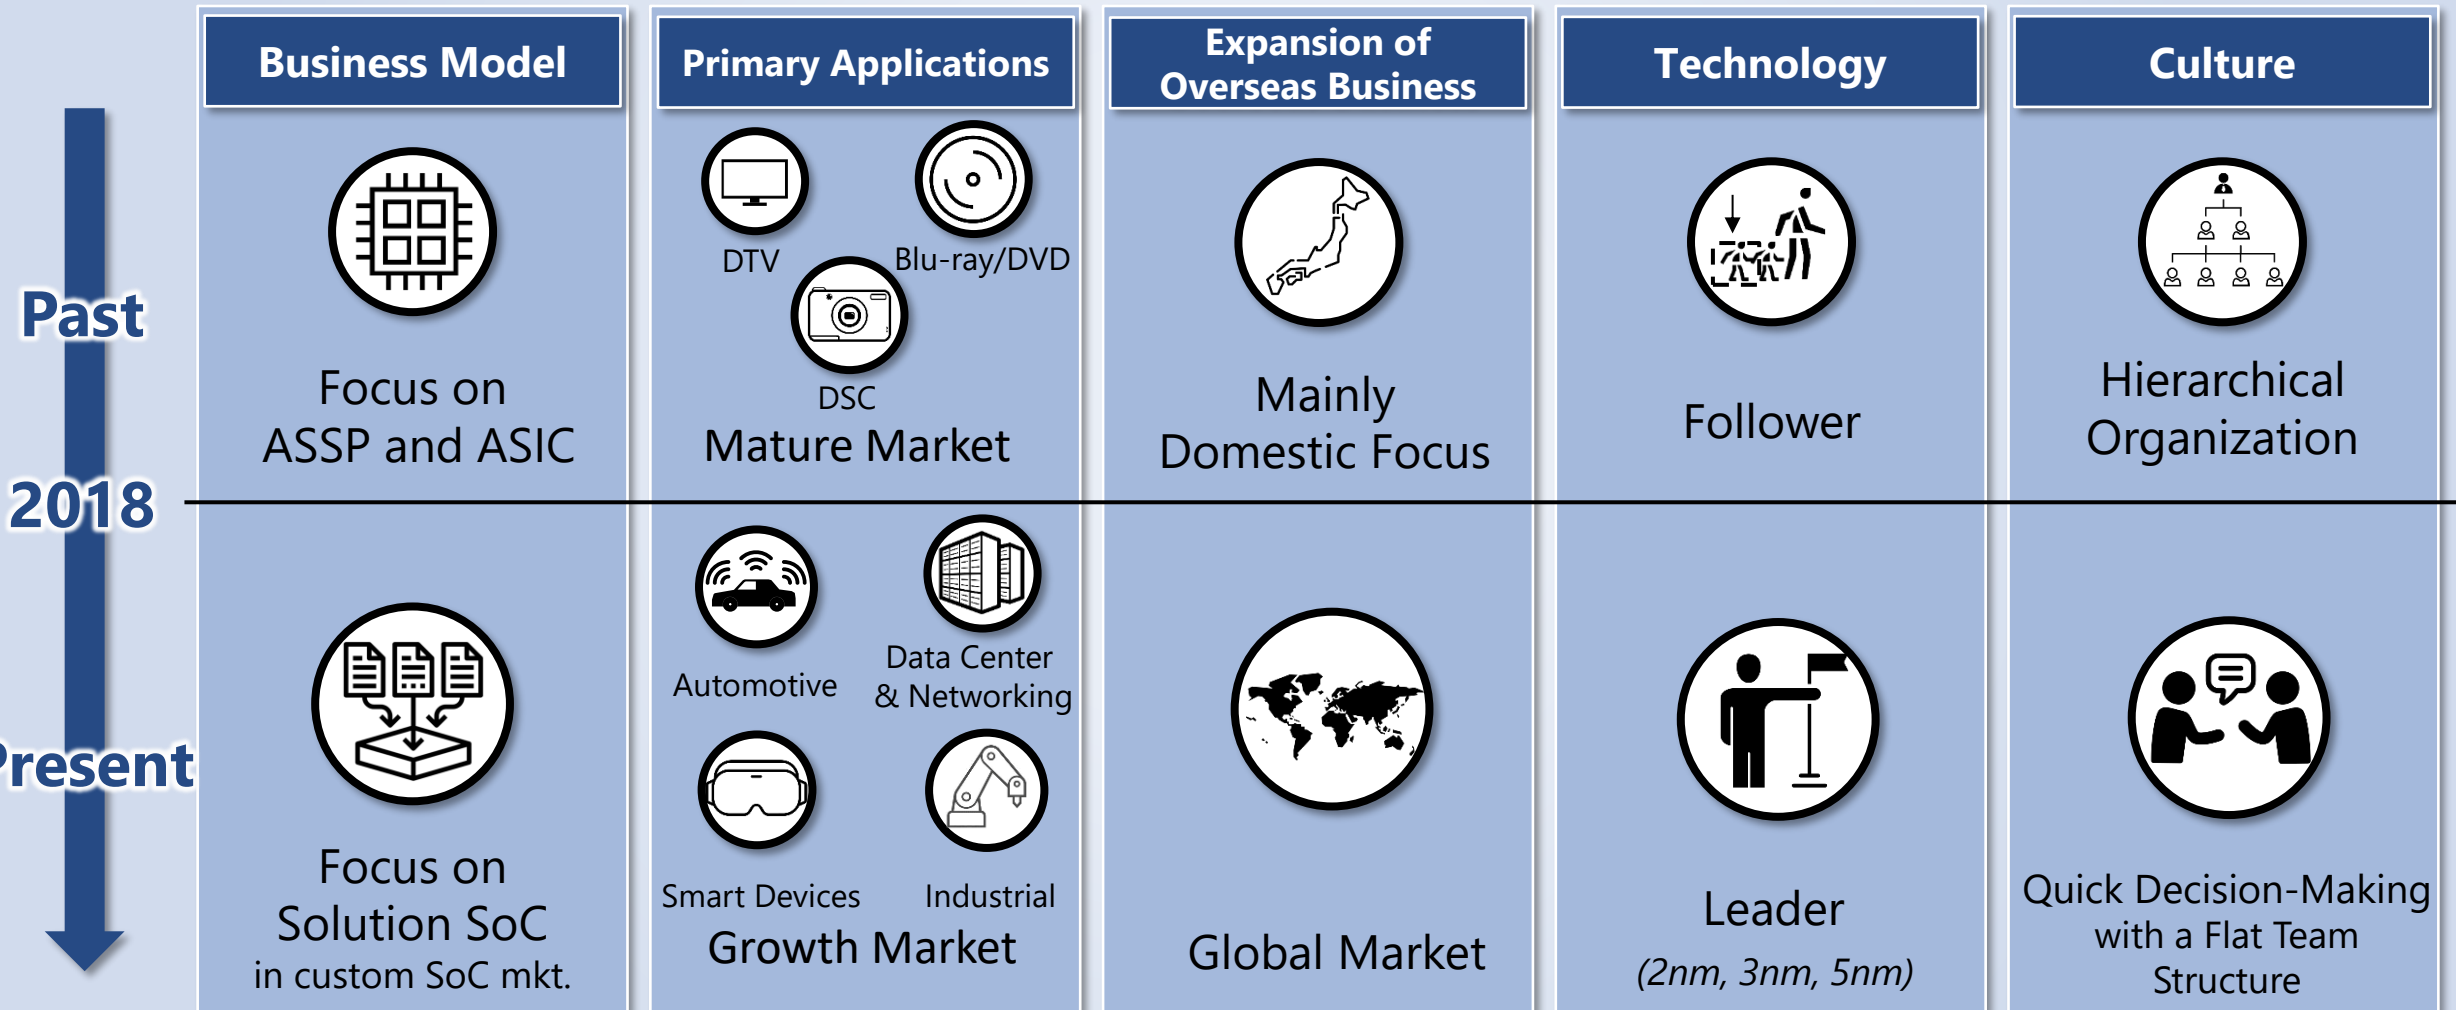 Business Model
Primary Applications
Expansion of
Overseas Business
Technology
Culture
Past
Focus on
ASSP and ASIC
DTV
Blu-ray/DVD
DSC
Mature Market
Mainly
Domestic Focus
Follower
Hierarchical
Organization
2018
Present
Focus on
Solution SoC
in custom SoC mkt.
Automotive
Data Center
& Networking
Smart Devices
Industrial
Growth Market
Global Market
Leader
(2nm, 3nm, 5nm)
Quick Decision-Making
with a Flat Team
Structure